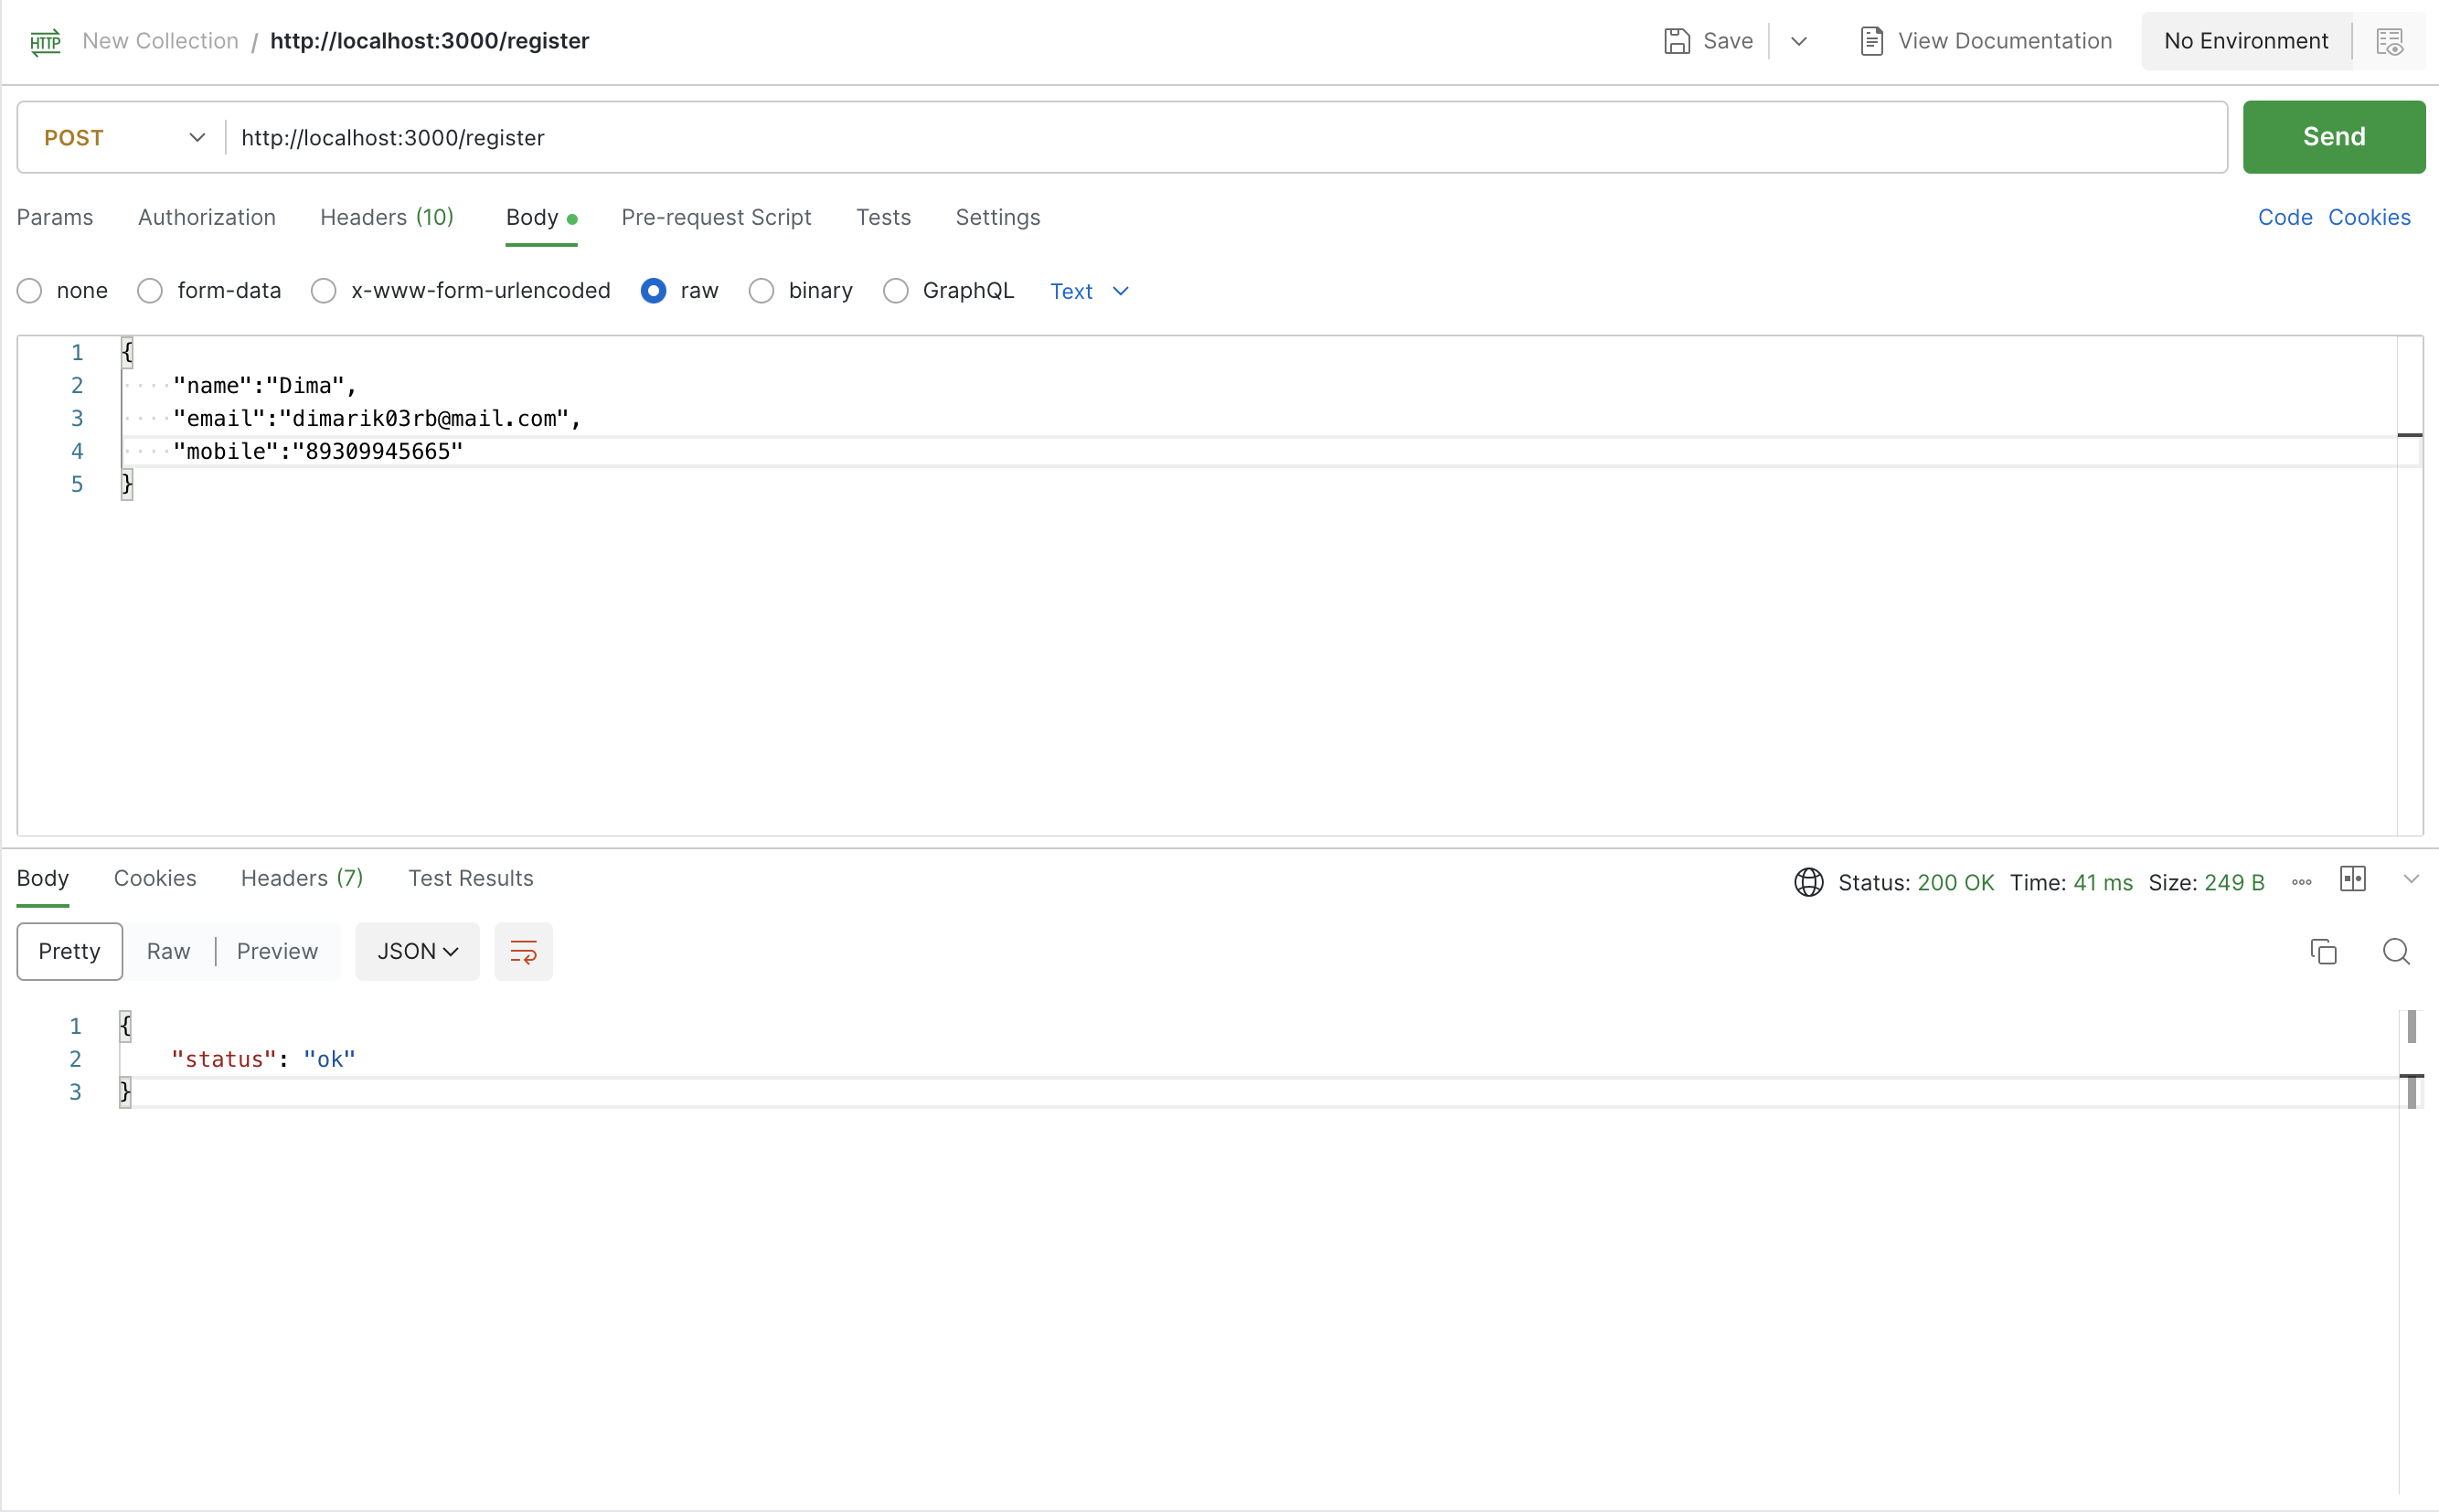 HTTP New Collection / http://localhost:3000/register Save View Documentation No Environment
POST http://localhost:3000/register Send
Params Authorization Headers (10) Body Pre-request Script Tests Settings Code Cookies
none form-data x-www-form-urlencoded raw binary GraphQL Text
1 {
2 "name":"Dima",
3 "email":"dimarik03rb@mail.com",
4 "mobile":"89309945665"
5 }
Body Cookies Headers (7) Test Results Status: 200 OK Time: 41 ms Size: 249 B
Pretty Raw Preview JSON
1 {
2 "status": "ok"
3 }